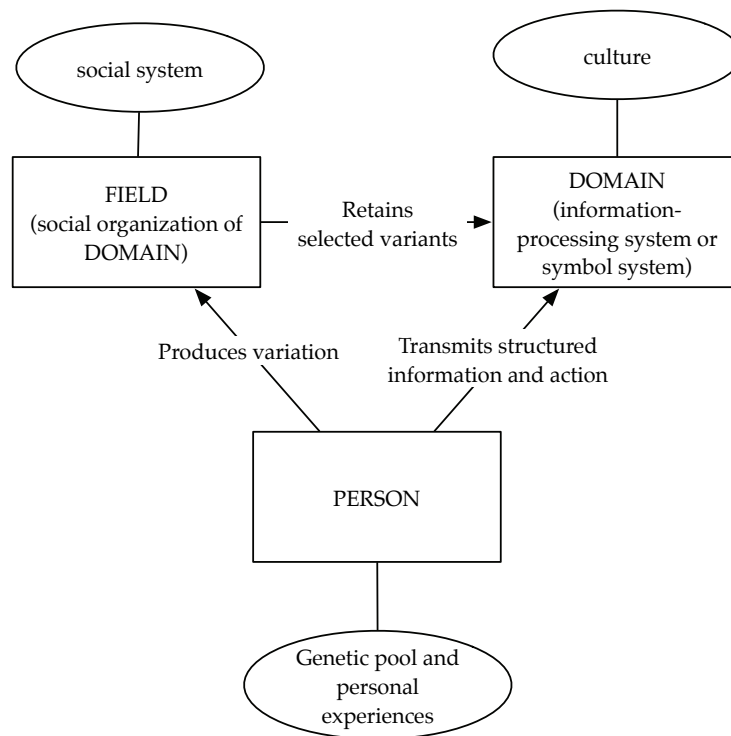 social system
culture
FIELD
(social organization of
DOMAIN)
Retains
selected variants
DOMAIN
(information-
processing system or
symbol system)
Produces variation
Transmits structured
information and action
PERSON
Genetic pool and
personal
experiences